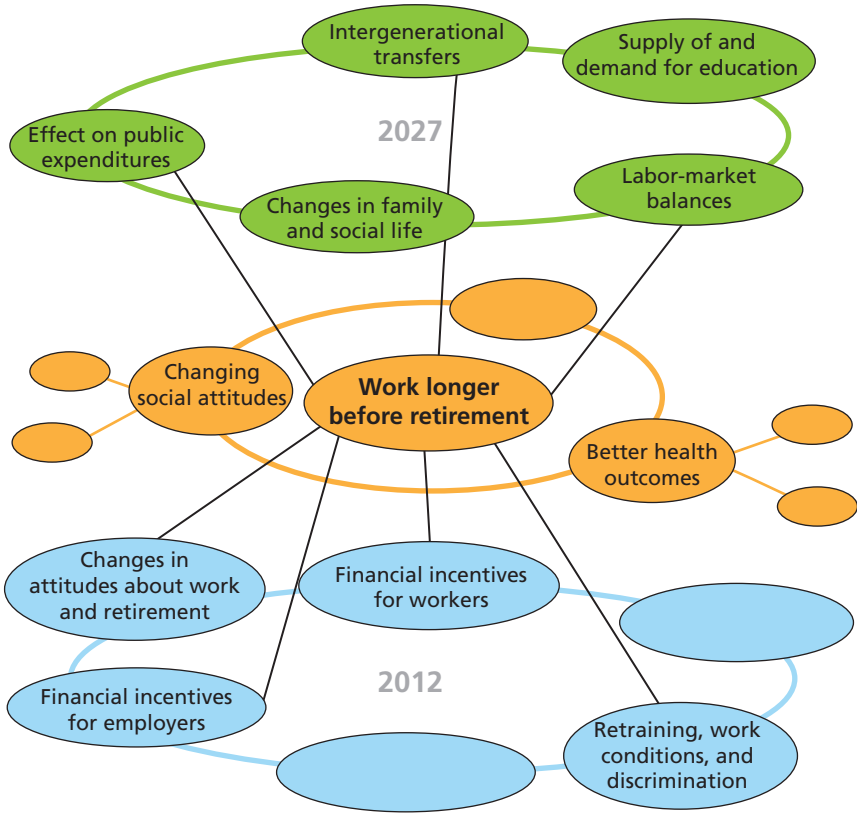 Intergenerational
transfers
Supply of and
demand for education
2027
Effect on public
expenditures
Labor-market
balances
Changes in family
and social life
Changing
social attitudes
Work longer
before retirement
Better health
outcomes
Changes in
attitudes about work
and retirement
Financial incentives
for workers
2012
Financial incentives
for employers
Retraining, work
conditions, and
discrimination